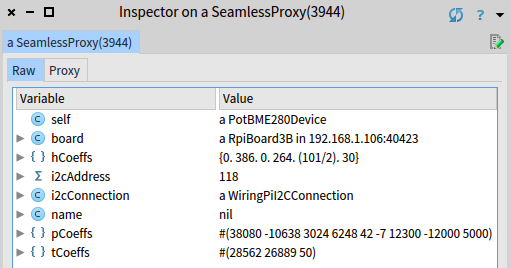 Inspector on a SeamlessProxy(3944)
?
a SeamlessProxy(3944)
Raw Proxy
Variable Value
C self a PotBME280Device
C board a RpiBoard3B in 192.168.1.106:40423
{ } hCoeffs {0. 386. 0. 264. (101/2). 30}
Σ i2cAddress 118
C i2cConnection a WiringPiI2CConnection
C name nil
{ } pCoeffs #(38080 -10638 3024 6248 42 -7 12300 -12000 5000)
{ } tCoeffs #(28562 26889 50)